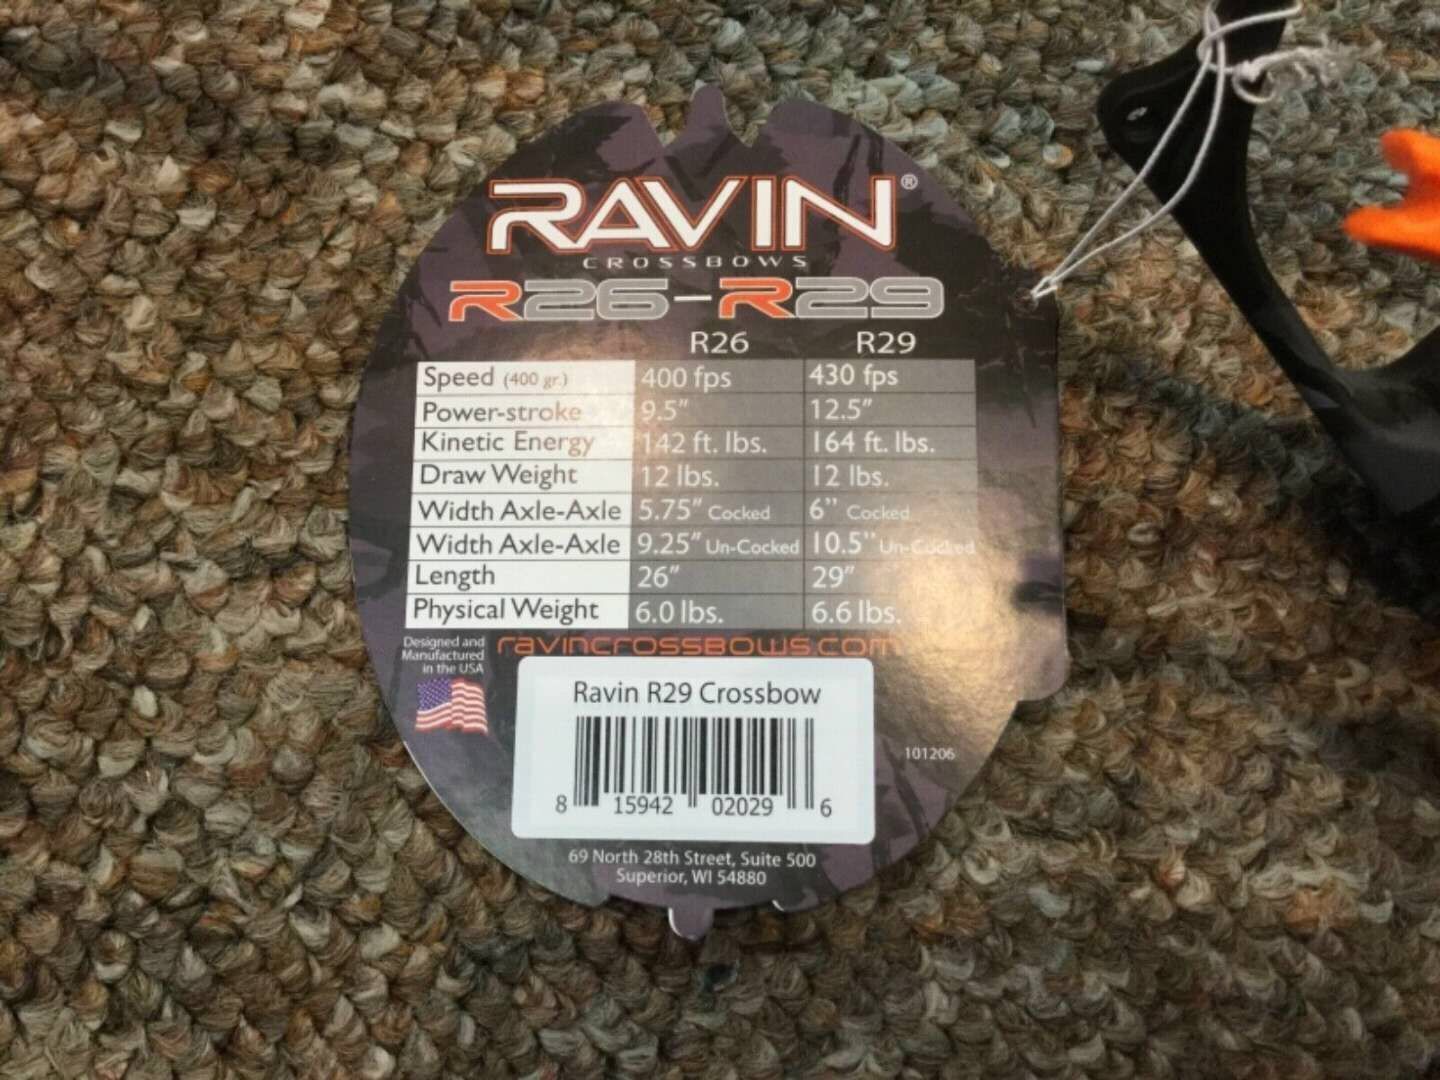 RAVIN®
CROSSBOWS
R26-R29
R26 R29
Speed (400 gr.) 400 fps 430 fps
Power-stroke 9.5" 12.5"
Kinetic Energy 142 ft. lbs. 164 ft. lbs.
Draw Weight 12 lbs. 12 lbs.
Width Axle-Axle 5.75" Cocked 6" Cocked
Width Axle-Axle 9.25" Un-Cocked 10.5" Un-Cocked
Length 26" 29"
Physical Weight 6.0 lbs. 6.6 lbs.
Designed and
Manufactured
in the USA
ravincrossbows.com
Ravin R29 Crossbow
8 15942 02029 6
101206
69 North 28th Street, Suite 500
Superior, WI 54880